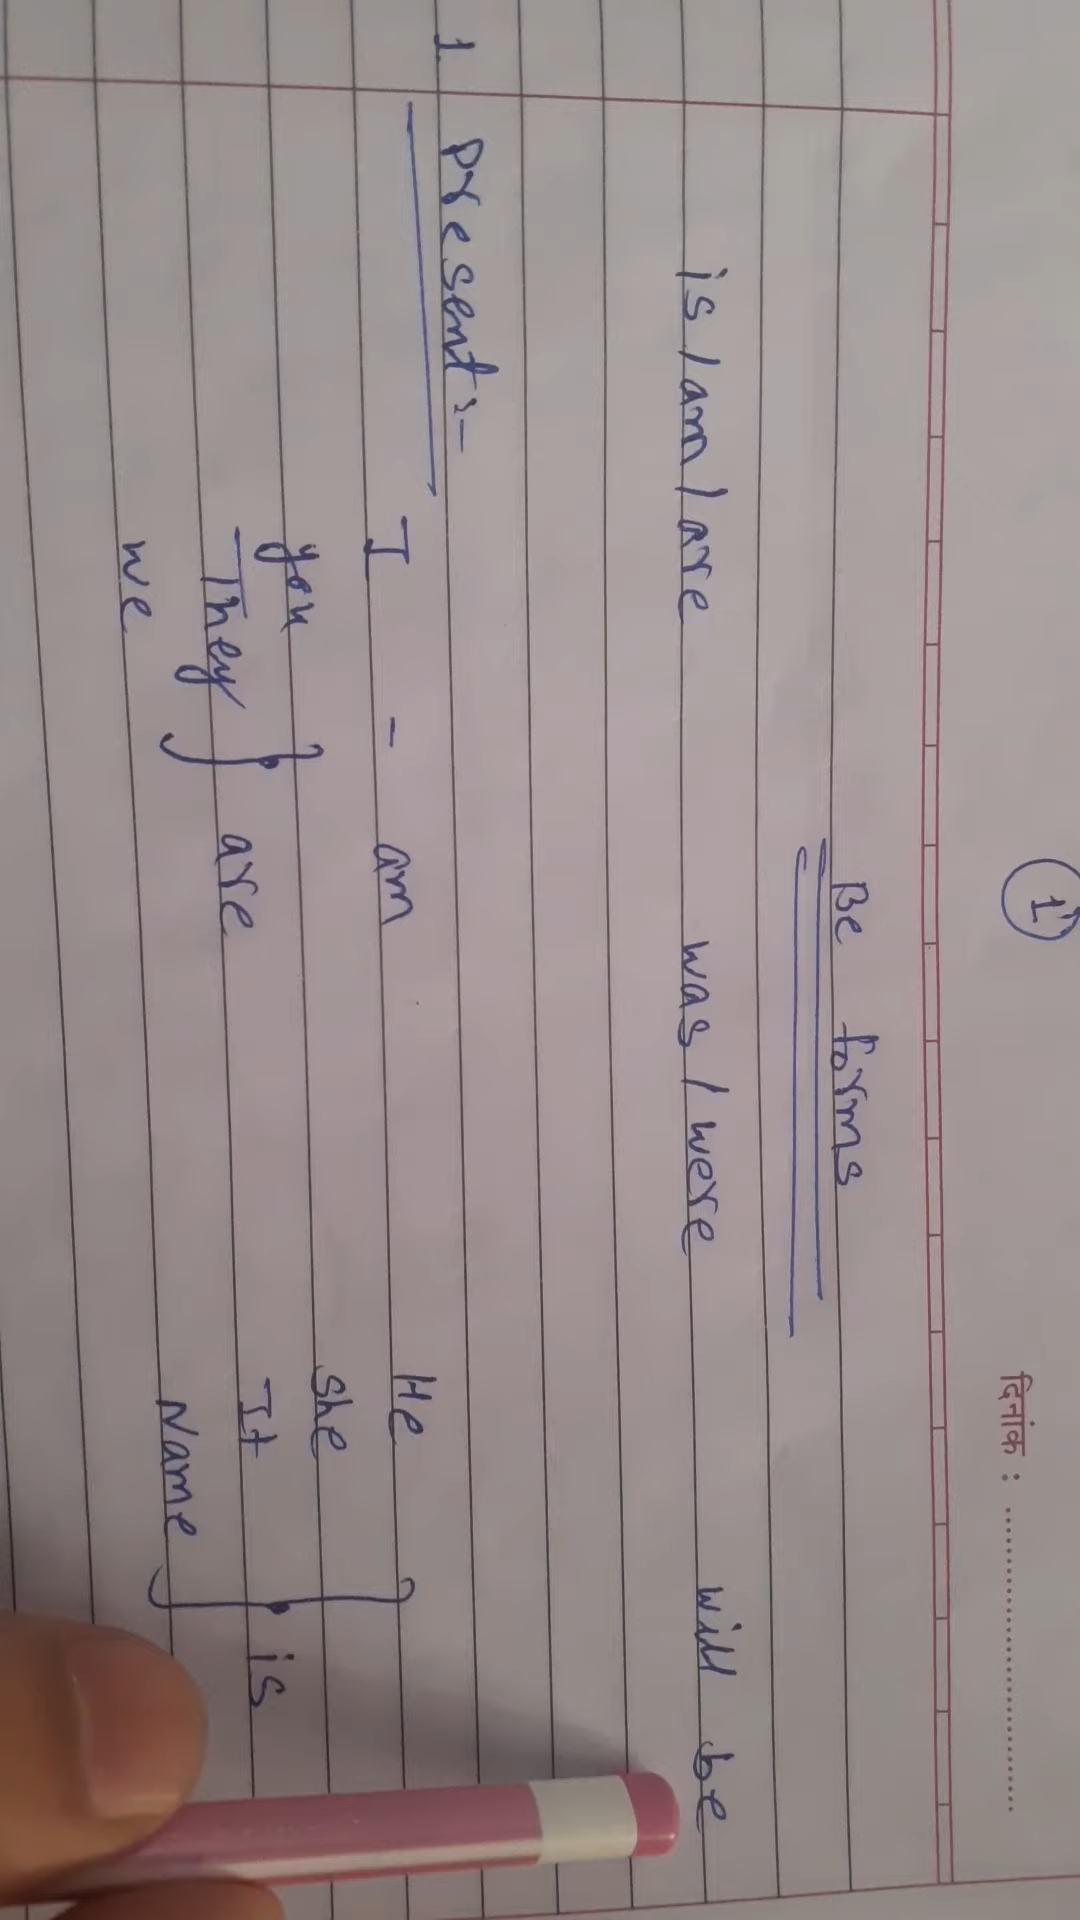 1
दिनांक : ..............................
Be forms
is / am / are was / were will be
1. Present :-
I - am He
you She
They } are It } is
we Name